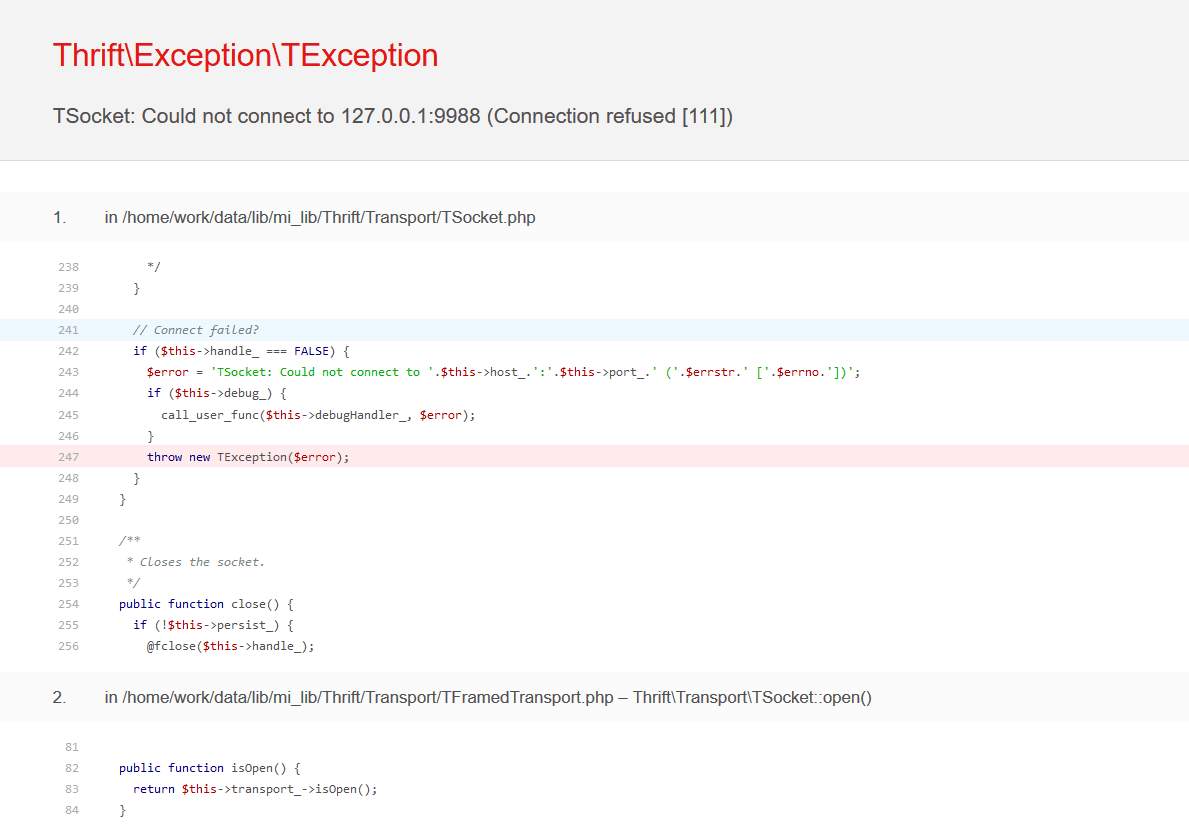 Thrift\Exception\TException
TSocket: Could not connect to 127.0.0.1:9988 (Connection refused [111])
1. in /home/work/data/lib/mi_lib/Thrift/Transport/TSocket.php
238 */
239 }
240
241 // Connect failed?
242 if ($this->handle_ === FALSE) {
243 $error = 'TSocket: Could not connect to '.$this->host_.':'.$this->port_.' ('.$errstr.' ['.$errno.'])';
244 if ($this->debug_) {
245 call_user_func($this->debugHandler_, $error);
246 }
247 throw new TException($error);
248 }
249 }
250
251 /**
252 * Closes the socket.
253 */
254 public function close() {
255 if (!$this->persist_) {
256 @fclose($this->handle_);
2. in /home/work/data/lib/mi_lib/Thrift/Transport/TFramedTransport.php – Thrift\Transport\TSocket::open()
81
82 public function isOpen() {
83 return $this->transport_->isOpen();
84 }